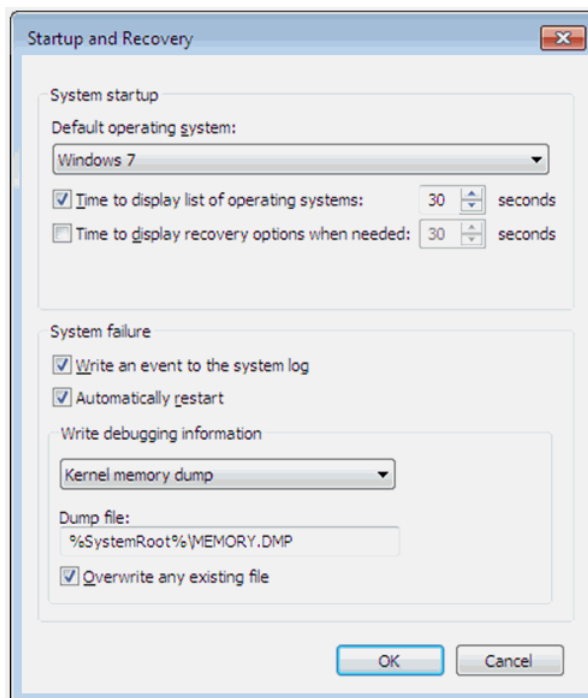 Startup and Recovery
System startup
Default operating system:
Windows 7
Time to display list of operating systems: 30 seconds
Time to display recovery options when needed: 30 seconds
System failure
Write an event to the system log
Automatically restart
Write debugging information
Kernel memory dump
Dump file:
%SystemRoot%\MEMORY.DMP
Overwrite any existing file
OK Cancel